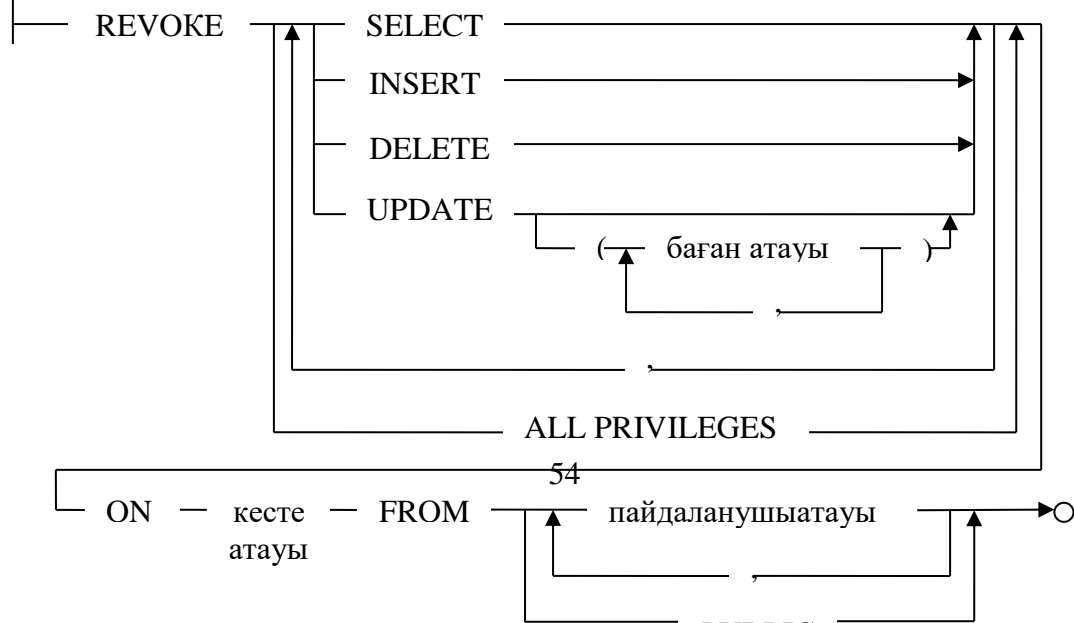 REVOKE SELECT
INSERT
DELETE
UPDATE
( баған атауы )
,
,
ALL PRIVILEGES
54
ON кесте FROM пайдаланушыатауы
атауы
,